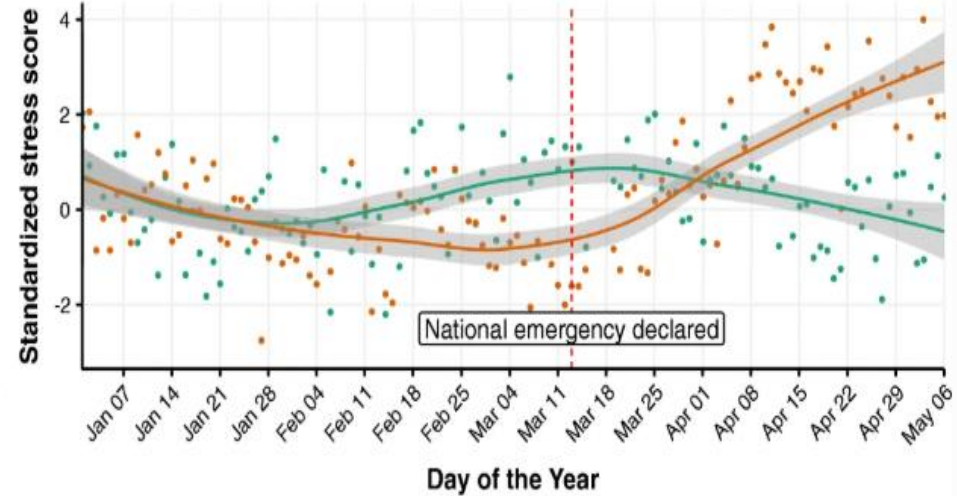 Standardized stress score
4
2
0
-2
National emergency declared
Jan 07
Jan 14
Jan 21
Jan 28
Feb 04
Feb 11
Feb 18
Feb 25
Mar 04
Mar 11
Mar 18
Mar 25
Apr 01
Apr 08
Apr 15
Apr 22
Apr 29
May 06
Day of the Year